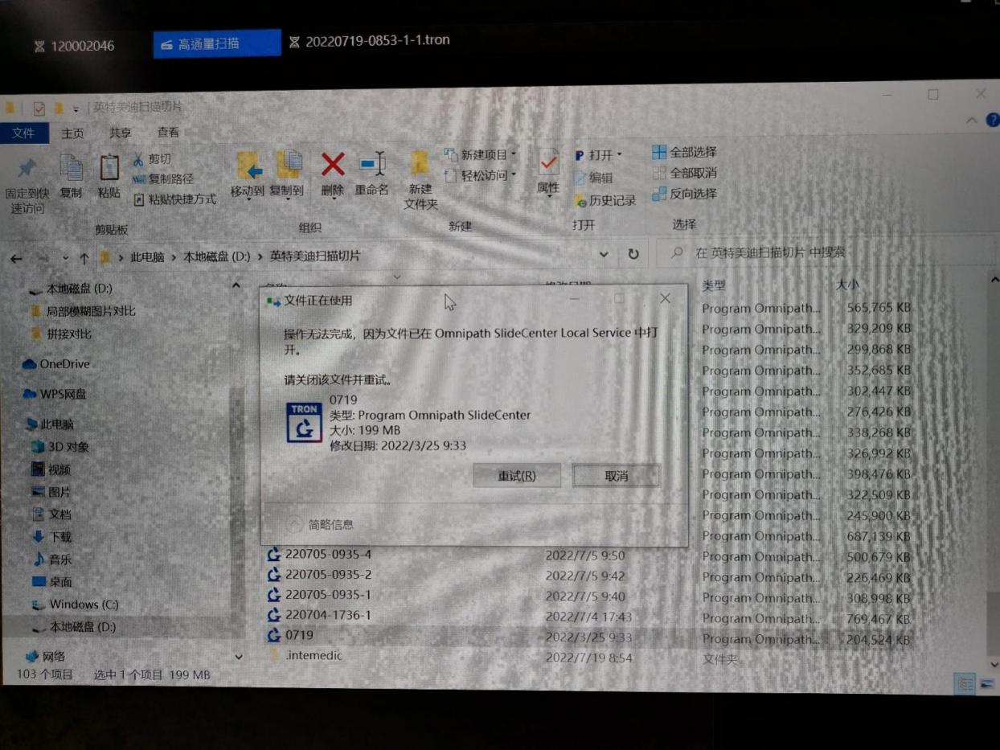 120002046
高通量扫描
20220719-0853-1-1.tron
英特美迪扫描切片
文件 主页 共享 查看
固定到快速访问
复制
粘贴
剪切
复制路径
粘贴快捷方式
剪贴板
移动到 复制到
删除 重命名
组织
新建文件夹
新建项目
轻松访问
新建
属性
打开
编辑
历史记录
打开
全部选择
全部取消
反向选择
选择
此电脑 本地磁盘 (D:) 英特美迪扫描切片
在 英特美迪扫描切片 中搜索
本地磁盘 (D:)
局部模糊图片对比
拼接对比
OneDrive
WPS网盘
此电脑
3D 对象
视频
图片
文档
下载
音乐
桌面
Windows (C:)
本地磁盘 (D:)
网络
名称 修改日期 类型 大小
Program Omnipath... 565,765 KB
Program Omnipath... 329,209 KB
Program Omnipath... 299,868 KB
Program Omnipath... 352,685 KB
Program Omnipath... 302,447 KB
Program Omnipath... 276,426 KB
Program Omnipath... 338,268 KB
Program Omnipath... 326,992 KB
Program Omnipath... 398,476 KB
Program Omnipath... 322,509 KB
Program Omnipath... 245,900 KB
Program Omnipath... 687,139 KB
文件正在使用
操作无法完成，因为文件已在 Omnipath SlideCenter Local Service 中打
开。
请关闭该文件并重试。
TRON
0719
类型: Program Omnipath SlideCenter
大小: 199 MB
修改日期: 2022/3/25 9:33
重试(R) 取消
简略信息
220705-0935-4 2022/7/5 9:50 Program Omnipath... 500,679 KB
220705-0935-2 2022/7/5 9:42 Program Omnipath... 226,469 KB
220705-0935-1 2022/7/5 9:40 Program Omnipath... 308,998 KB
220704-1736-1 2022/7/4 17:43 Program Omnipath... 769,467 KB
0719 2022/3/25 9:33 Program Omnipath... 204,524 KB
.intemedic 2022/7/19 8:54 文件夹
103 个项目 选中 1 个项目 199 MB